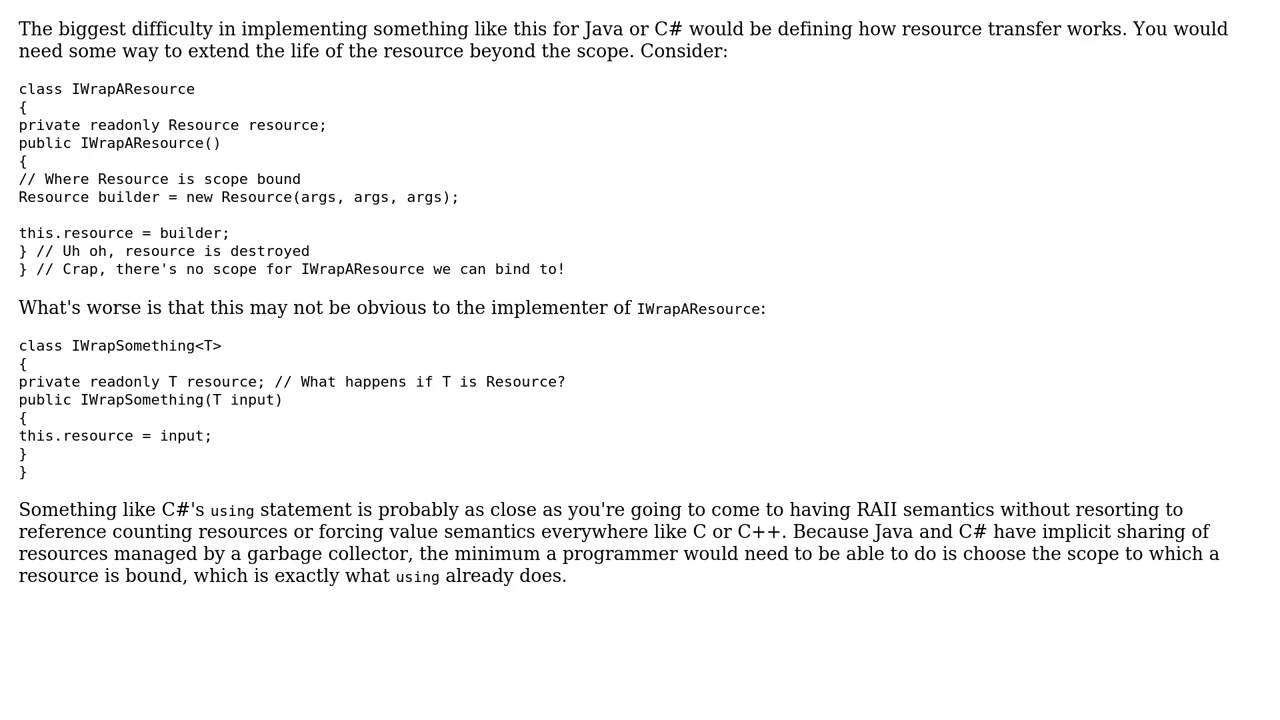 The biggest difficulty in implementing something like this for Java or C# would be defining how resource transfer works. You would
need some way to extend the life of the resource beyond the scope. Consider:
class IWrapAResource
{
private readonly Resource resource;
public IWrapAResource()
{
// Where Resource is scope bound
Resource builder = new Resource(args, args, args);
this.resource = builder;
} // Uh oh, resource is destroyed
} // Crap, there's no scope for IWrapAResource we can bind to!
What's worse is that this may not be obvious to the implementer of IWrapAResource:
class IWrapSomething<T>
{
private readonly T resource; // What happens if T is Resource?
public IWrapSomething(T input)
{
this.resource = input;
}
}
Something like C#'s using statement is probably as close as you're going to come to having RAII semantics without resorting to
reference counting resources or forcing value semantics everywhere like C or C++. Because Java and C# have implicit sharing of
resources managed by a garbage collector, the minimum a programmer would need to be able to do is choose the scope to which a
resource is bound, which is exactly what using already does.